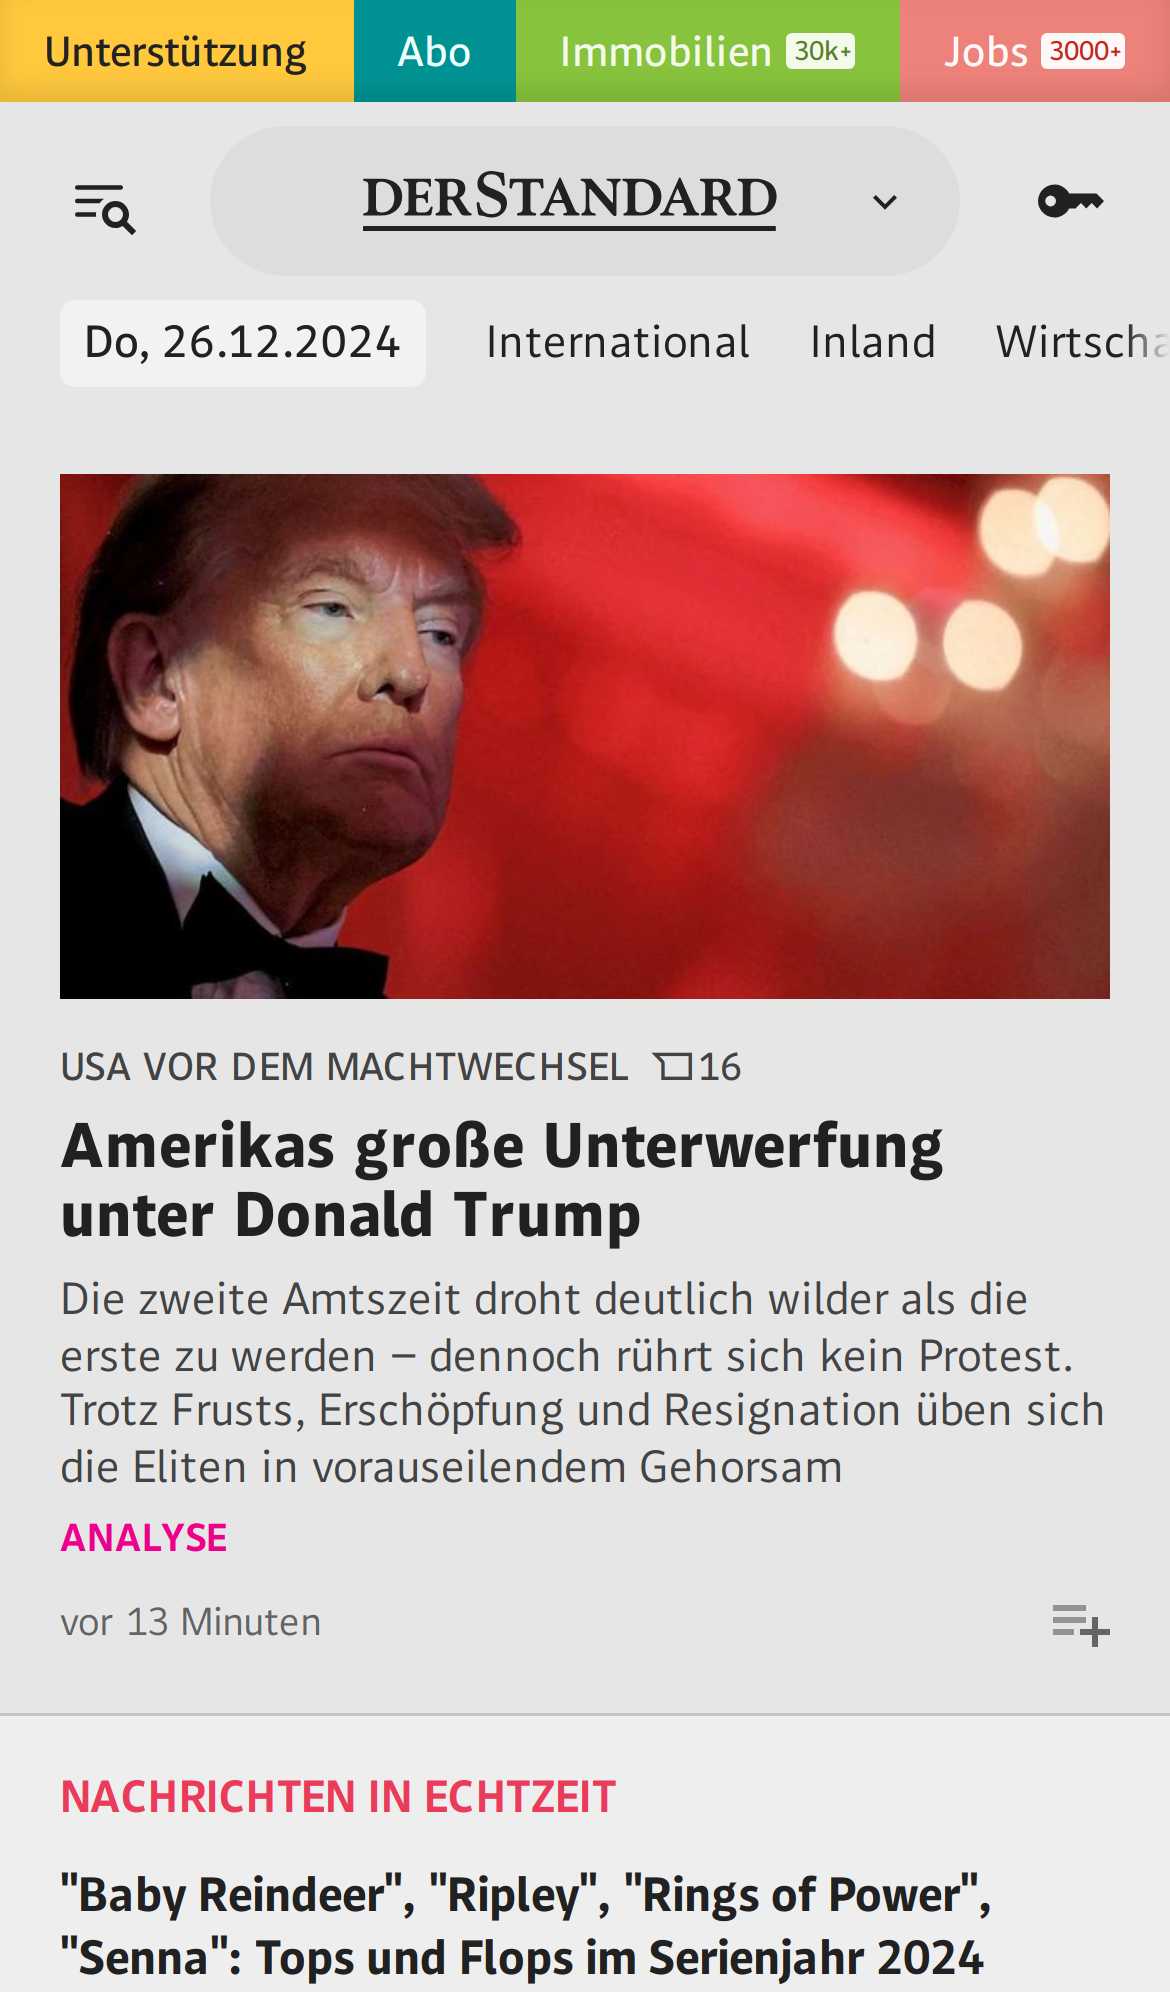 Unterstützung
Abo
Immobilien 30k+
Jobs 3000+
DERSTANDARD
Do, 26.12.2024
International
Inland
Wirtscha
USA VOR DEM MACHTWECHSEL 16
Amerikas große Unterwerfung
unter Donald Trump
Die zweite Amtszeit droht deutlich wilder als die
erste zu werden – dennoch rührt sich kein Protest.
Trotz Frusts, Erschöpfung und Resignation üben sich
die Eliten in vorauseilendem Gehorsam
ANALYSE
vor 13 Minuten
NACHRICHTEN IN ECHTZEIT
"Baby Reindeer", "Ripley", "Rings of Power",
"Senna": Tops und Flops im Serienjahr 2024